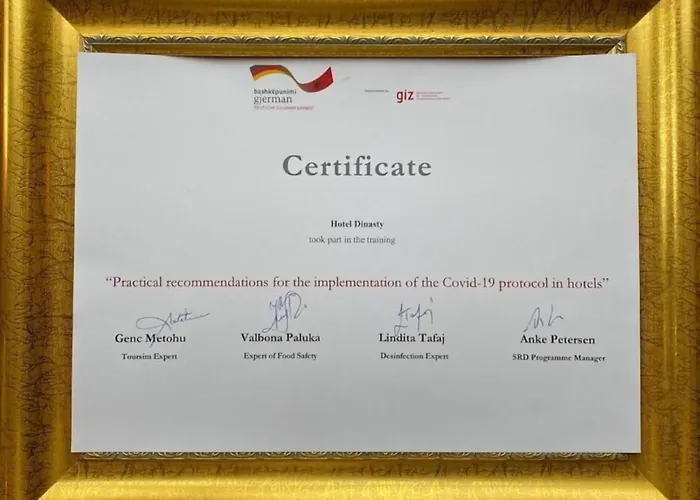 bashkëpunimi
gjerman
giz
Certificate
Hotel Dinasty
took part in the training
“Practical recommendations for the implementation of the Covid-19 protocol in hotels”
Genc Metohu
Valbona Paluka
Lindita Tafaj
Anke Petersen
Toursim Expert
Expert of Food Safety
Desinfection Expert
SRD Programme Manager